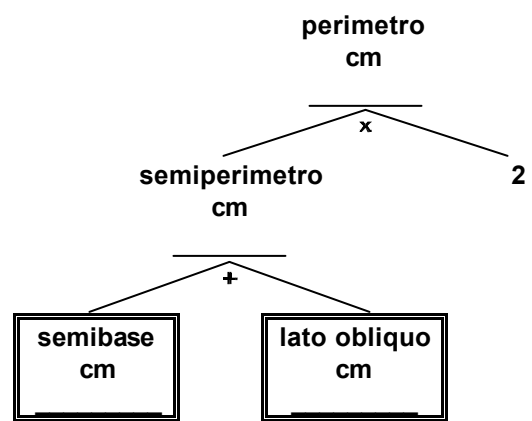 perimetro
cm
x
semiperimetro 2
cm
+
semibase lato obliquo
cm cm